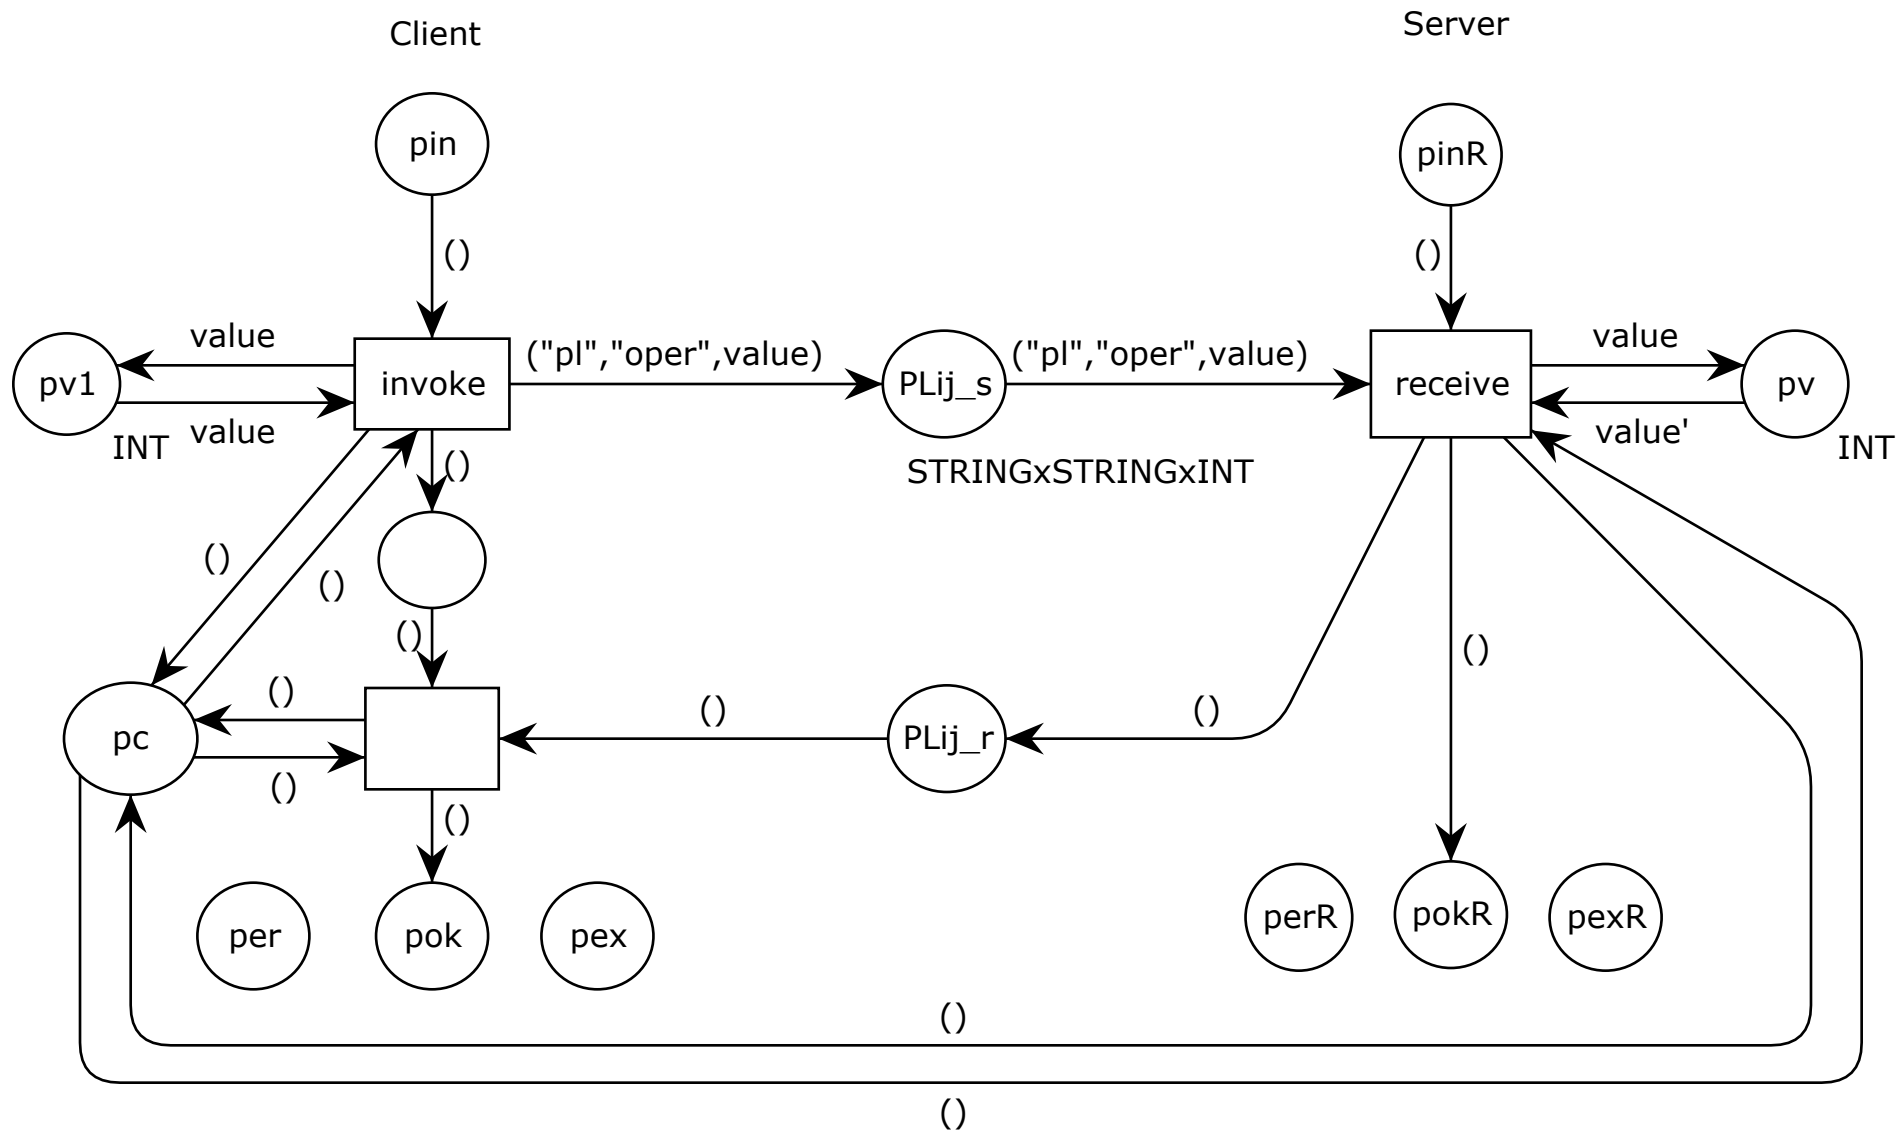 Client
Server
pin
pinR
()
()
value
value
("pl","oper",value)
("pl","oper",value)
pv1
invoke
PLij_s
receive
pv
value
value'
INT
INT
()
STRINGxSTRINGxINT
()
()
()
()
()
()
()
pc
PLij_r
()
()
per
pok
pex
perR
pokR
pexR
()
()